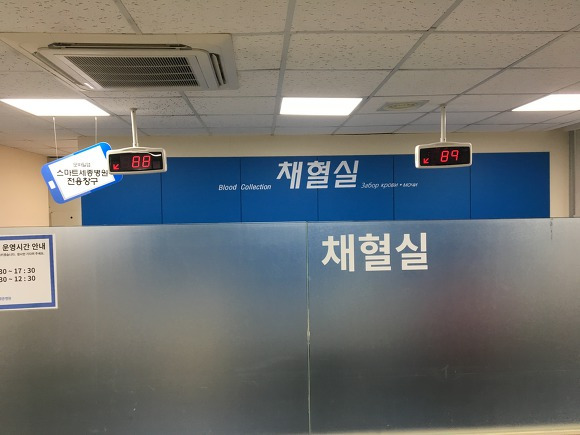 스마트세종병원
전용창구
88
89
Blood Collection
채혈실
Забор крови • мочи
채혈실
운영시간 안내
30 ~ 17 : 30
30 ~ 12 : 30